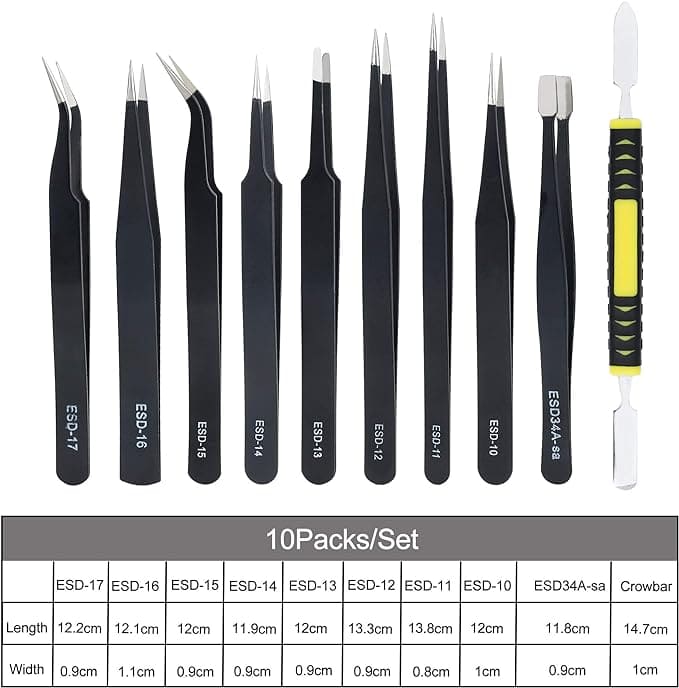 ESD-17 ESD-16 ESD-15 ESD-14 ESD-13 ESD-12 ESD-11 ESD-10 ESD34A-sa
10Packs/Set
ESD-17 ESD-16 ESD-15 ESD-14 ESD-13 ESD-12 ESD-11 ESD-10 ESD34A-sa Crowbar
Length 12.2cm 12.1cm 12cm 11.9cm 12cm 13.3cm 13.8cm 12cm 11.8cm 14.7cm
Width 0.9cm 1.1cm 0.9cm 0.9cm 0.9cm 0.9cm 0.8cm 1cm 0.9cm 1cm